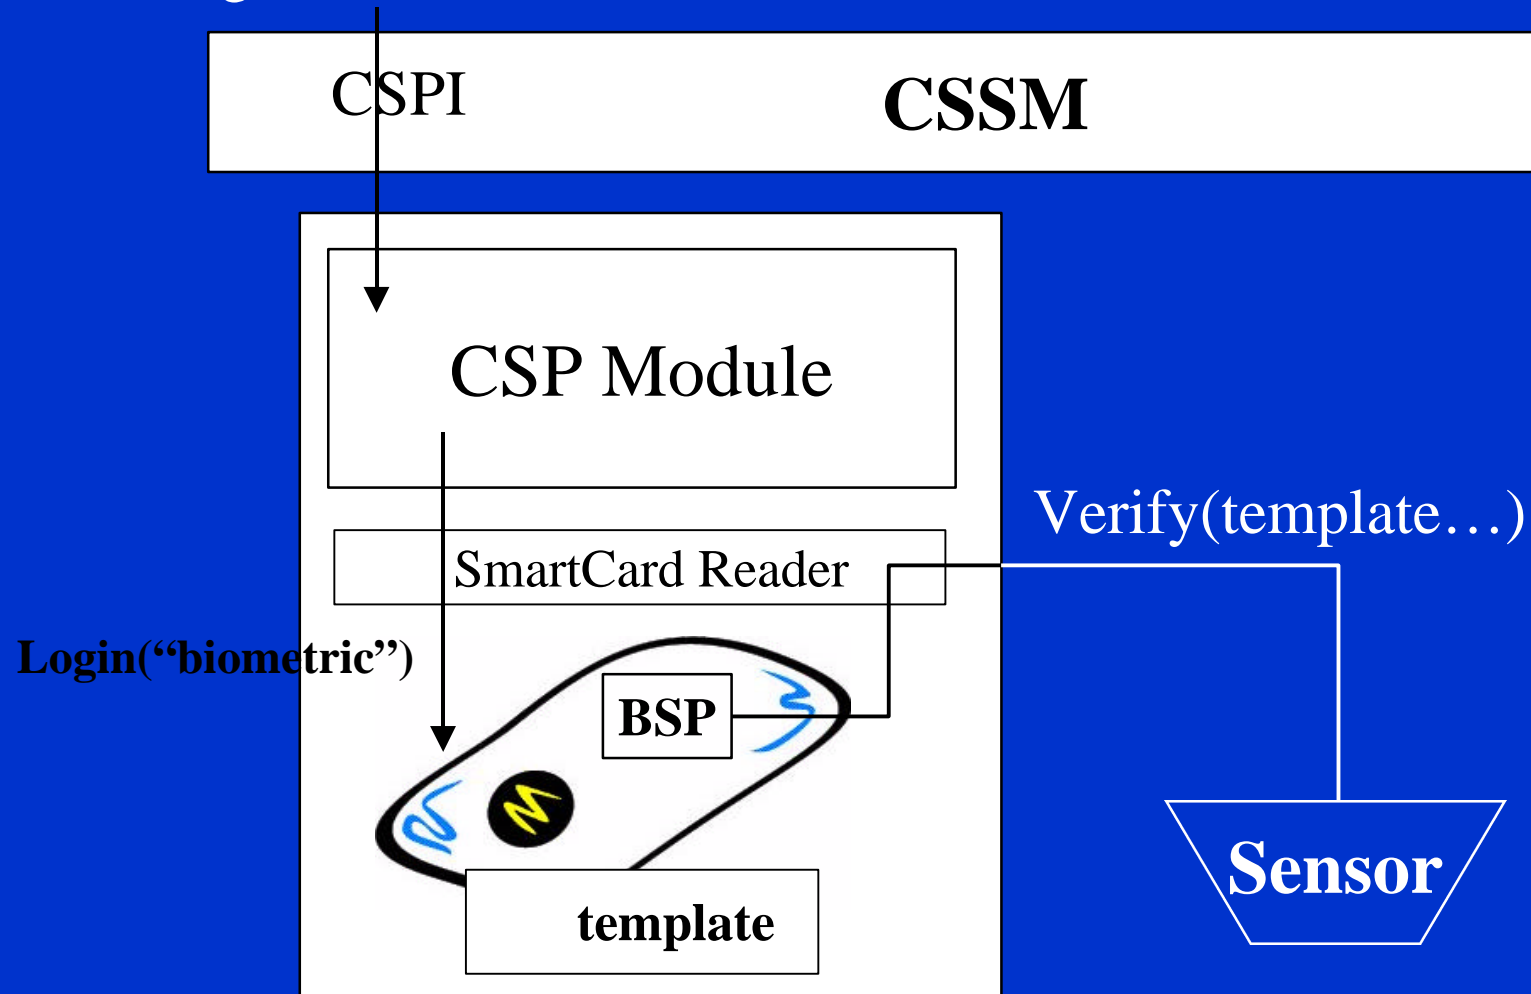 CSPI
CSSM
CSP Module
Verify(template…)
SmartCard Reader
Login(“biometric”)
BSP
Sensor
template